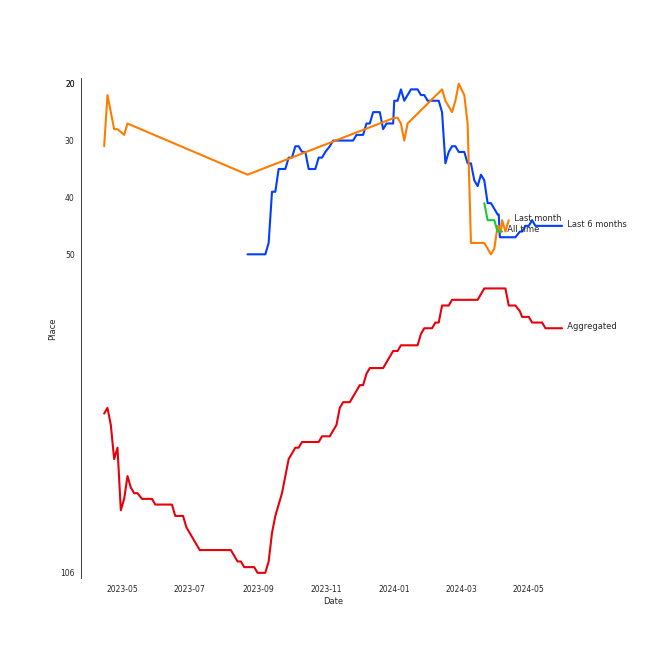 20
30
40
50
106
Place
Last month
Last 6 months
All time
Aggregated
2023-05
2023-07
2023-09
2023-11
2024-01
2024-03
2024-05
Date